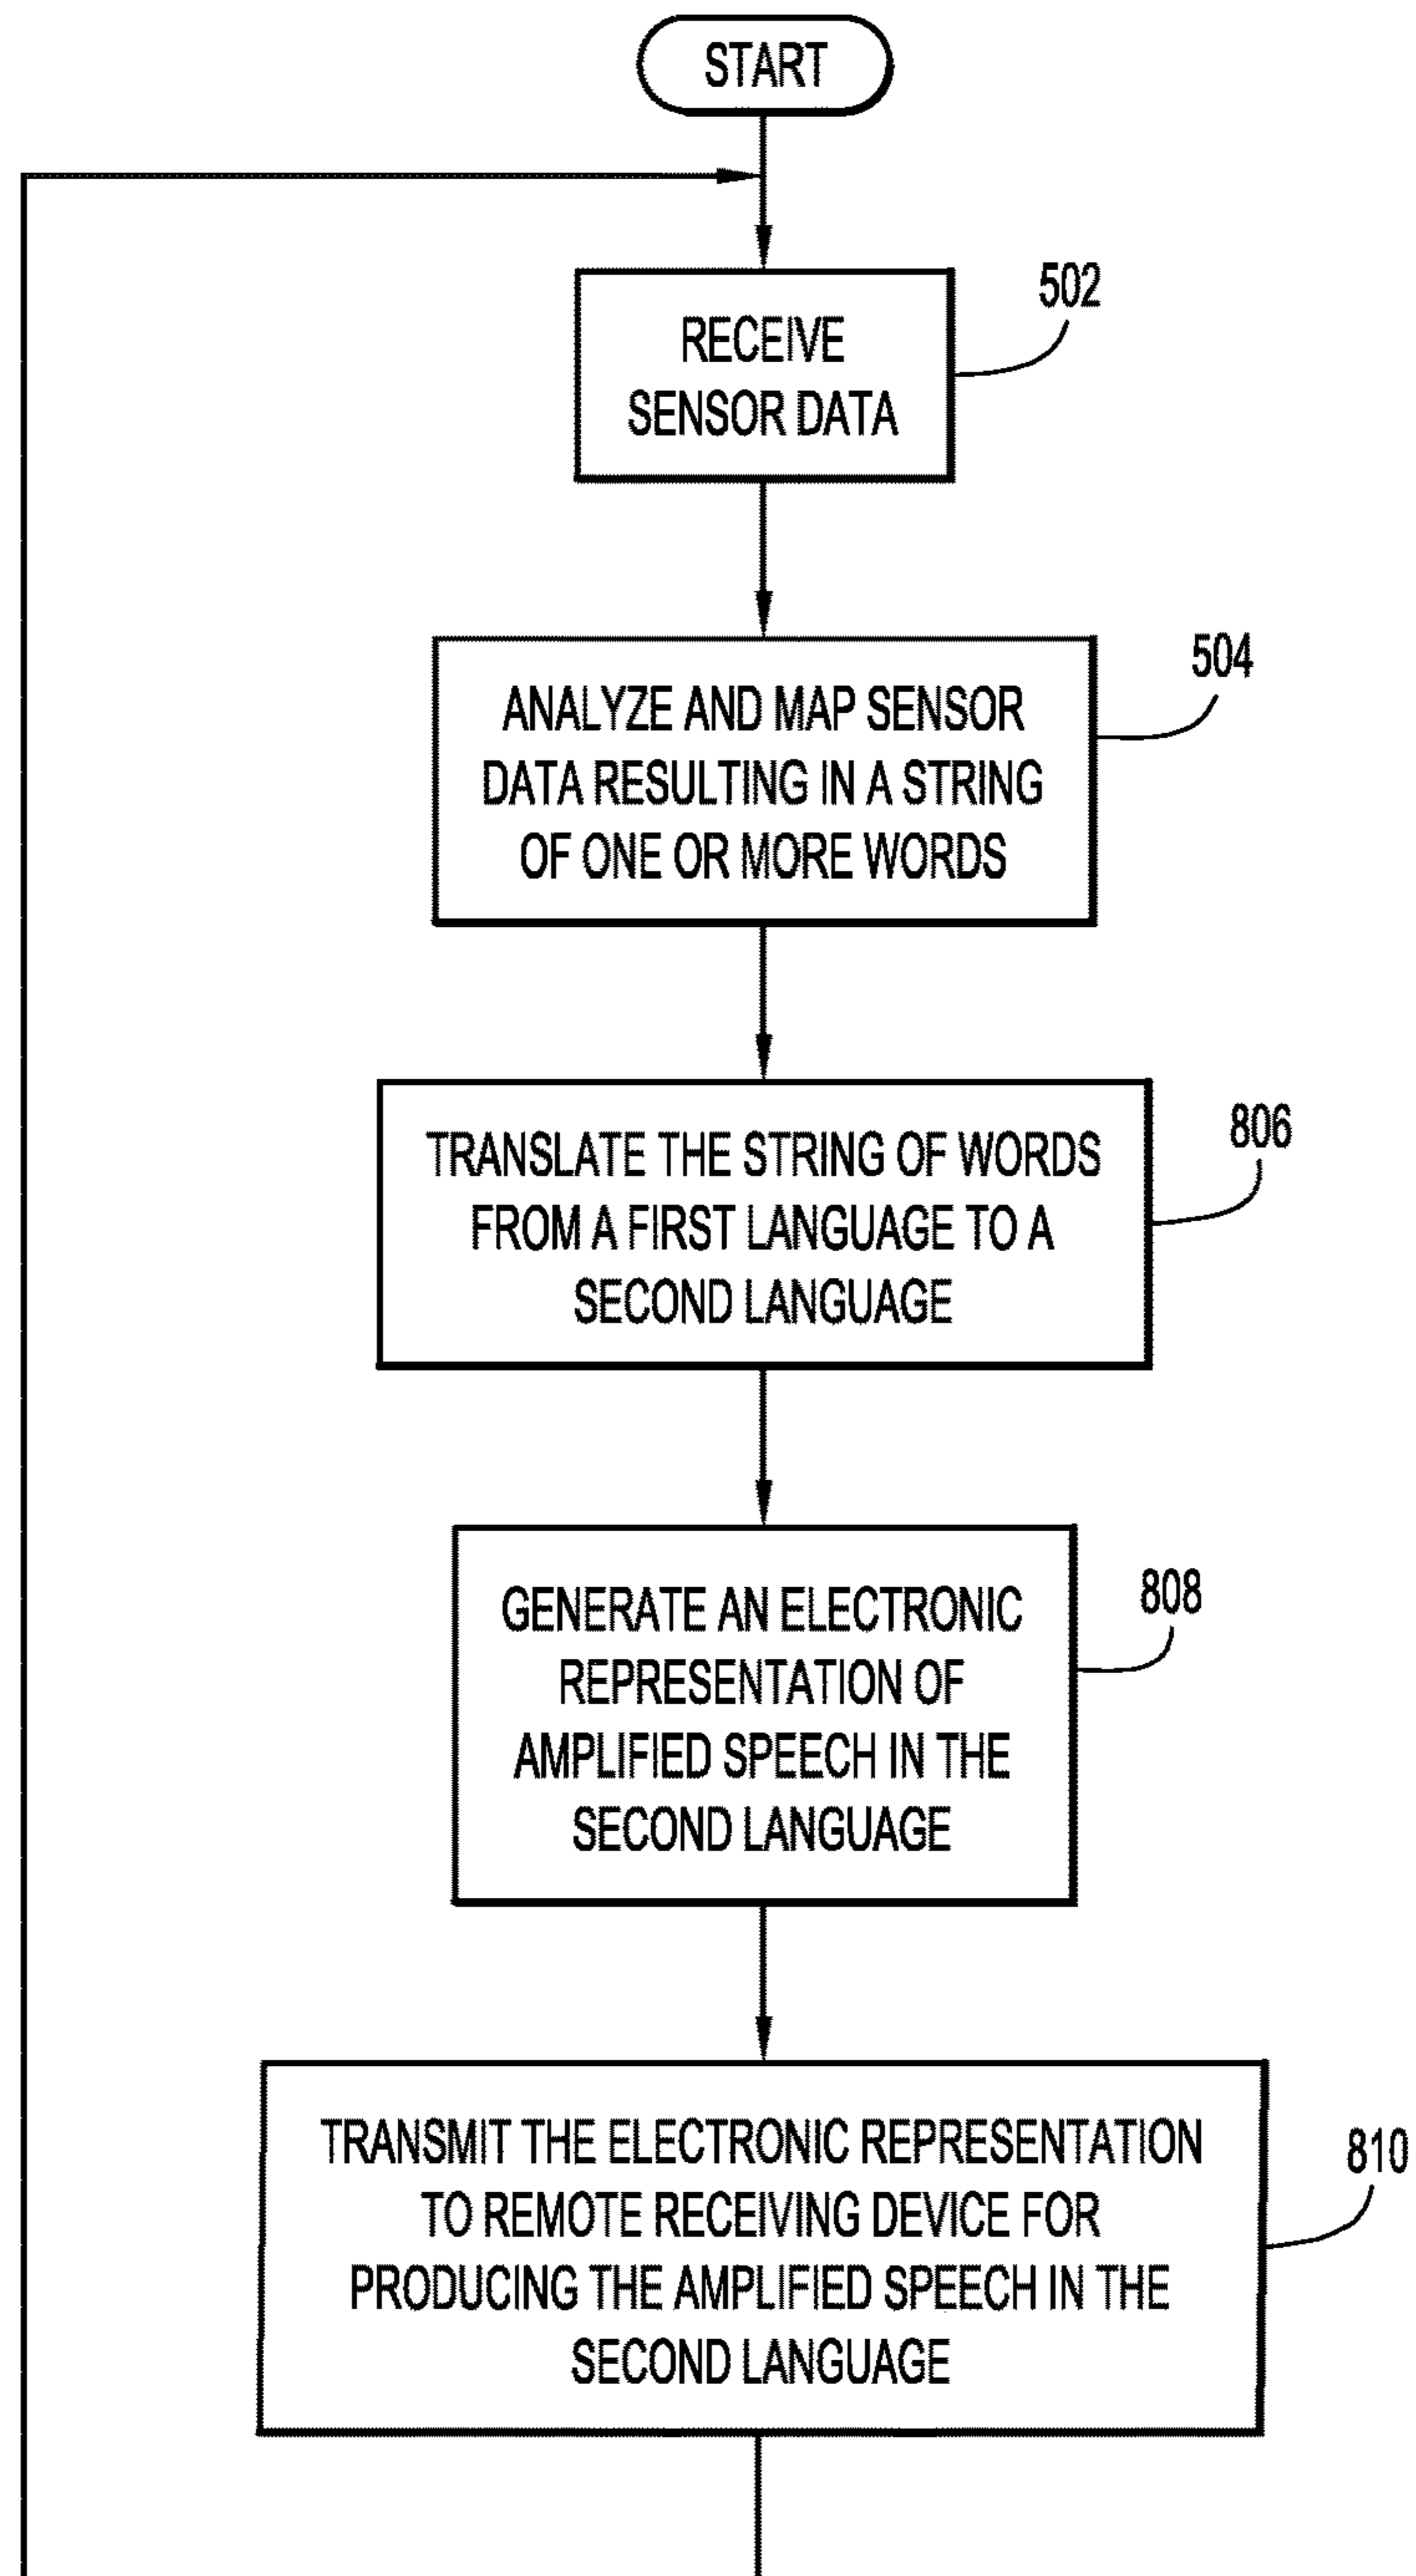 START
502
RECEIVE
SENSOR DATA
504
ANALYZE AND MAP SENSOR
DATA RESULTING IN A STRING
OF ONE OR MORE WORDS
806
TRANSLATE THE STRING OF WORDS
FROM A FIRST LANGUAGE TO A
SECOND LANGUAGE
808
GENERATE AN ELECTRONIC
REPRESENTATION OF
AMPLIFIED SPEECH IN THE
SECOND LANGUAGE
810
TRANSMIT THE ELECTRONIC REPRESENTATION
TO REMOTE RECEIVING DEVICE FOR
PRODUCING THE AMPLIFIED SPEECH IN THE
SECOND LANGUAGE